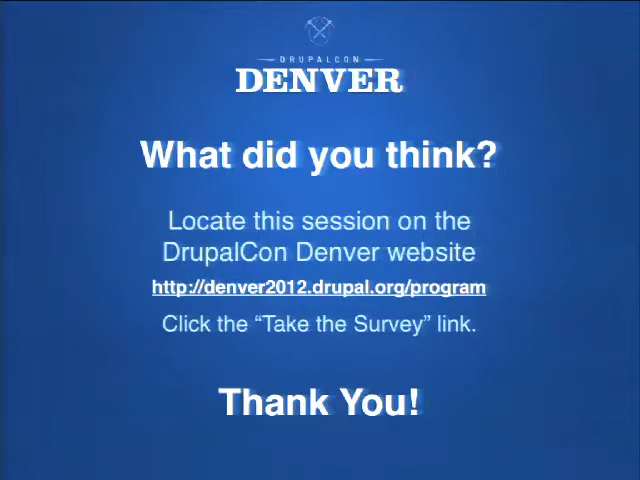 DRUPALCON
DENVER
What did you think?
Locate this session on the
DrupalCon Denver website
http://denver2012.drupal.org/program
Click the “Take the Survey” link.
Thank You!